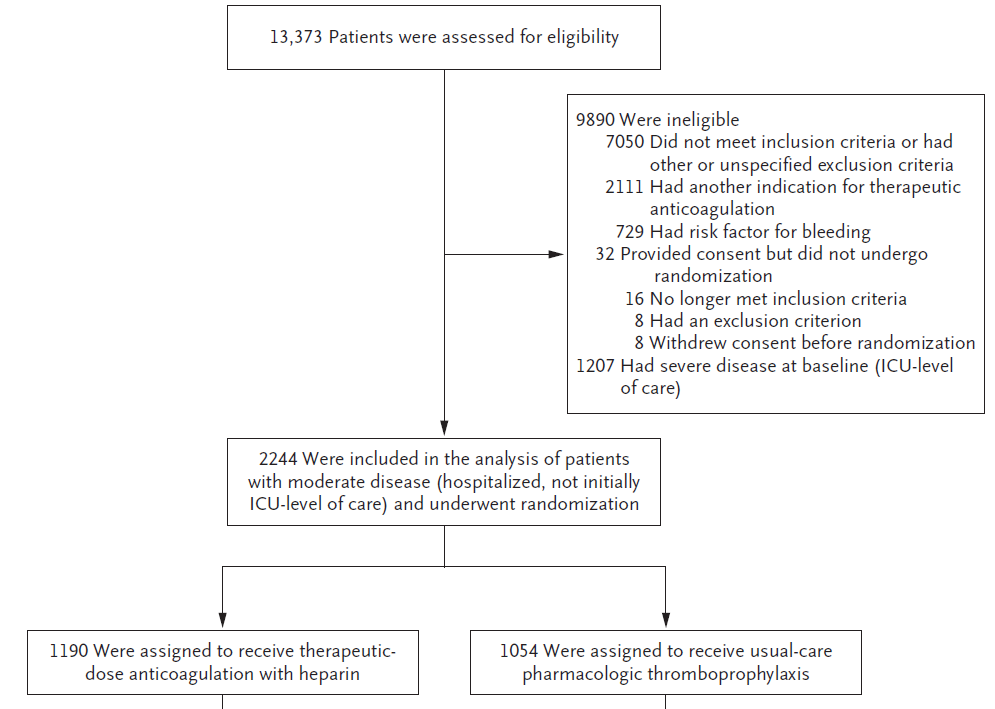 13,373 Patients were assessed for eligibility
9890 Were ineligible
7050 Did not meet inclusion criteria or had
other or unspecified exclusion criteria
2111 Had another indication for therapeutic
anticoagulation
729 Had risk factor for bleeding
32 Provided consent but did not undergo
randomization
16 No longer met inclusion criteria
8 Had an exclusion criterion
8 Withdrew consent before randomization
1207 Had severe disease at baseline (ICU-level
of care)
2244 Were included in the analysis of patients
with moderate disease (hospitalized, not initially
ICU-level of care) and underwent randomization
1190 Were assigned to receive therapeutic-
dose anticoagulation with heparin
1054 Were assigned to receive usual-care
pharmacologic thromboprophylaxis